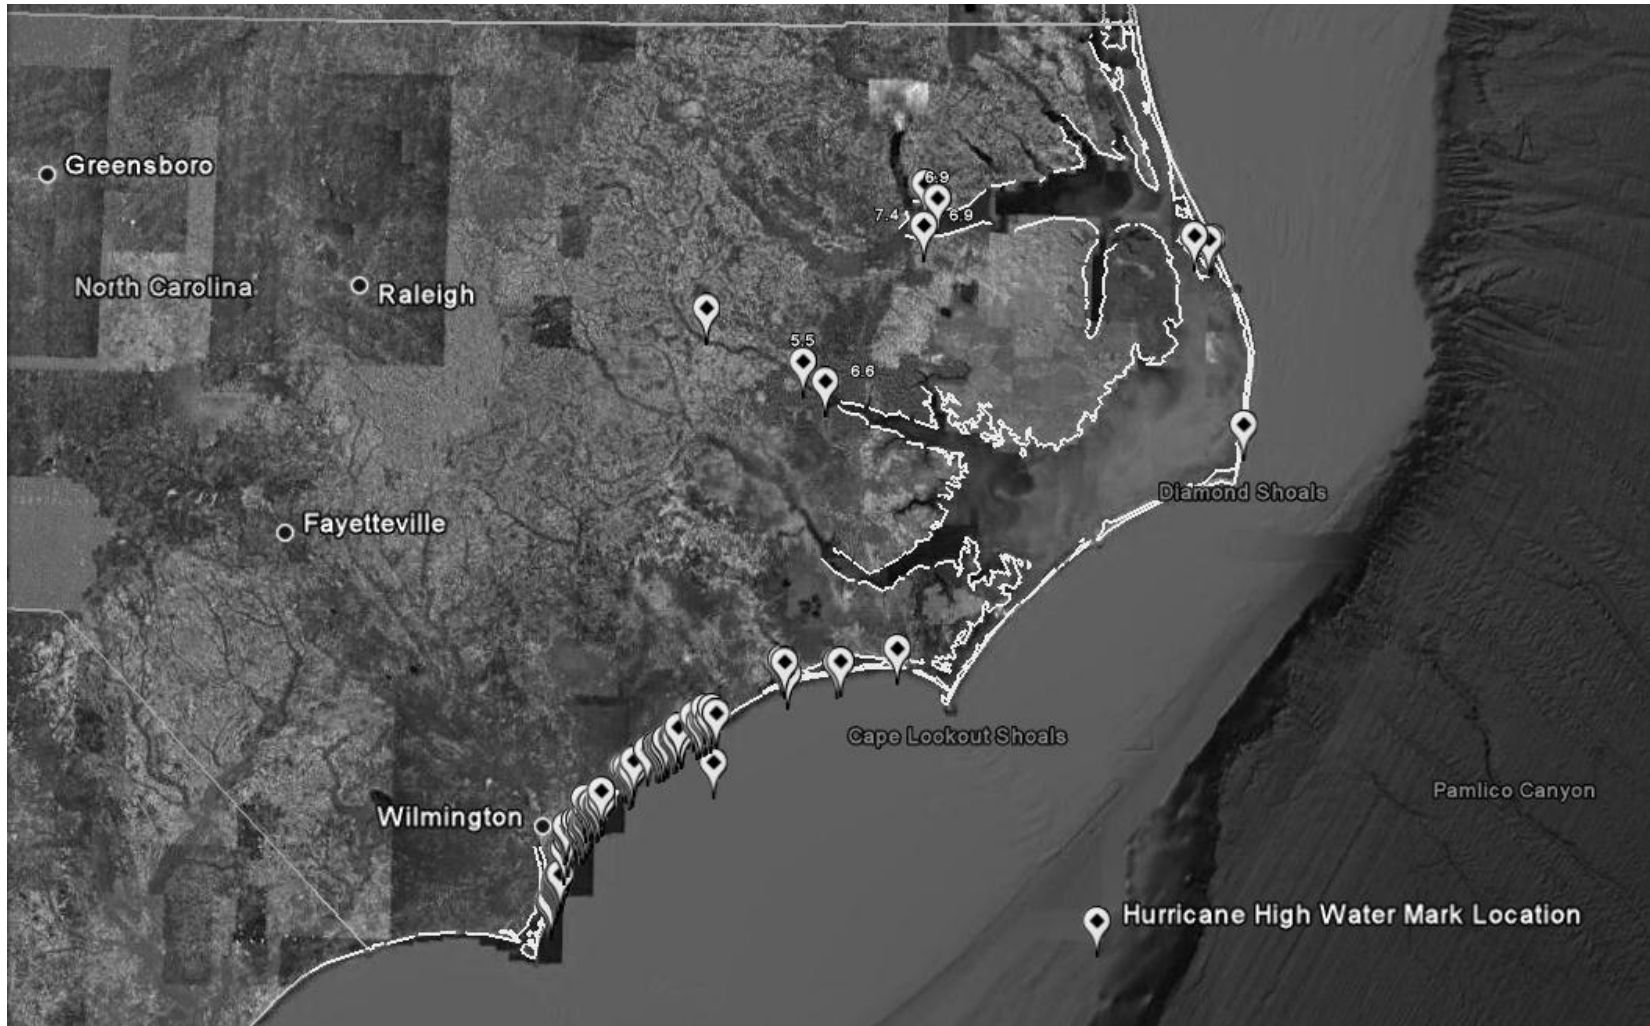 Greensboro
6.9
7.4
6.9
North Carolina
Raleigh
5.5
6.6
Diamond Shoals
Fayetteville
Cape Lookout Shoals
Pamlico Canyon
Wilmington
Hurricane High Water Mark Location